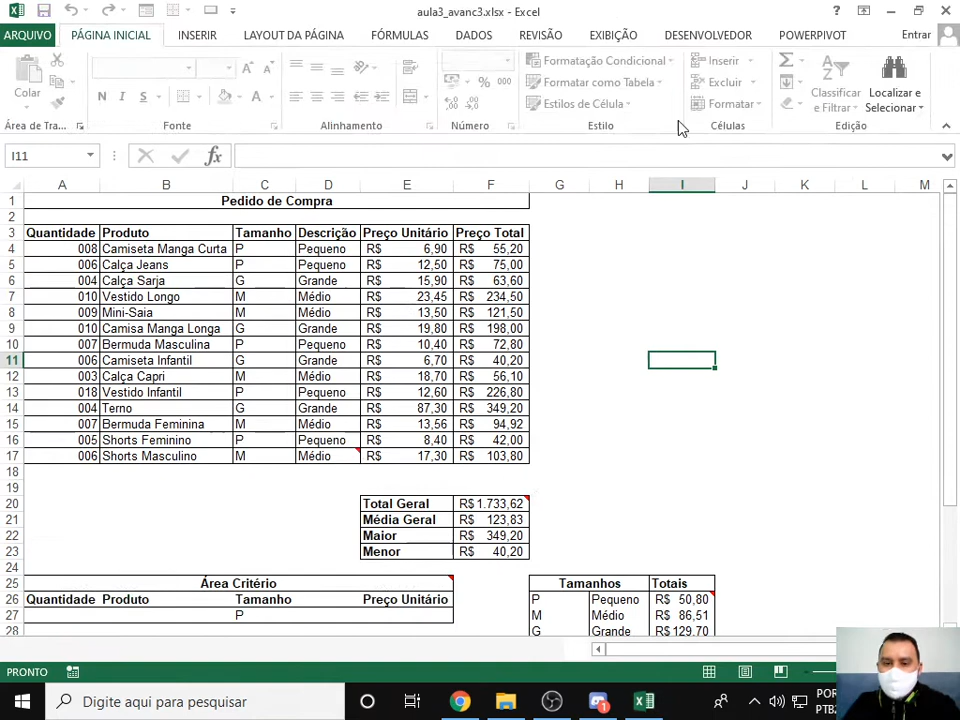 aula3_avanc3.xlsx - Excel
ARQUIVO PÁGINA INICIAL INSERIR LAYOUT DA PÁGINA FÓRMULAS DADOS REVISÃO EXIBIÇÃO DESENVOLVEDOR POWERPIVOT Entrar
Colar
N I S A
% 000
Formatação Condicional
Formatar como Tabela
Estilos de Célula
Inserir
Excluir
Formatar
Classificar e Filtrar
Localizar e Selecionar
Área de Tra... Fonte Alinhamento Número Estilo Células Edição
I11 fx
A B C D E F G H I J K L M
1 Pedido de Compra
2
3 Quantidade Produto Tamanho Descrição Preço Unitário Preço Total
4 008 Camiseta Manga Curta P Pequeno R$ 6,90 R$ 55,20
5 006 Calça Jeans P Pequeno R$ 12,50 R$ 75,00
6 004 Calça Sarja G Grande R$ 15,90 R$ 63,60
7 010 Vestido Longo M Médio R$ 23,45 R$ 234,50
8 009 Mini-Saia M Médio R$ 13,50 R$ 121,50
9 010 Camisa Manga Longa G Grande R$ 19,80 R$ 198,00
10 007 Bermuda Masculina P Pequeno R$ 10,40 R$ 72,80
11 006 Camiseta Infantil G Grande R$ 6,70 R$ 40,20
12 003 Calça Capri M Médio R$ 18,70 R$ 56,10
13 018 Vestido Infantil P Pequeno R$ 12,60 R$ 226,80
14 004 Terno G Grande R$ 87,30 R$ 349,20
15 007 Bermuda Feminina M Médio R$ 13,56 R$ 94,92
16 005 Shorts Feminino P Pequeno R$ 8,40 R$ 42,00
17 006 Shorts Masculino M Médio R$ 17,30 R$ 103,80
18
19
20 Total Geral R$ 1.733,62
21 Média Geral R$ 123,83
22 Maior R$ 349,20
23 Menor R$ 40,20
24
25 Área Critério Tamanhos Totais
26 Quantidade Produto Tamanho Preço Unitário P Pequeno R$ 50,80
27 P M Médio R$ 86,51
28 G Grande R$ 129,70
PRONTO
Digite aqui para pesquisar
POR
PTB2